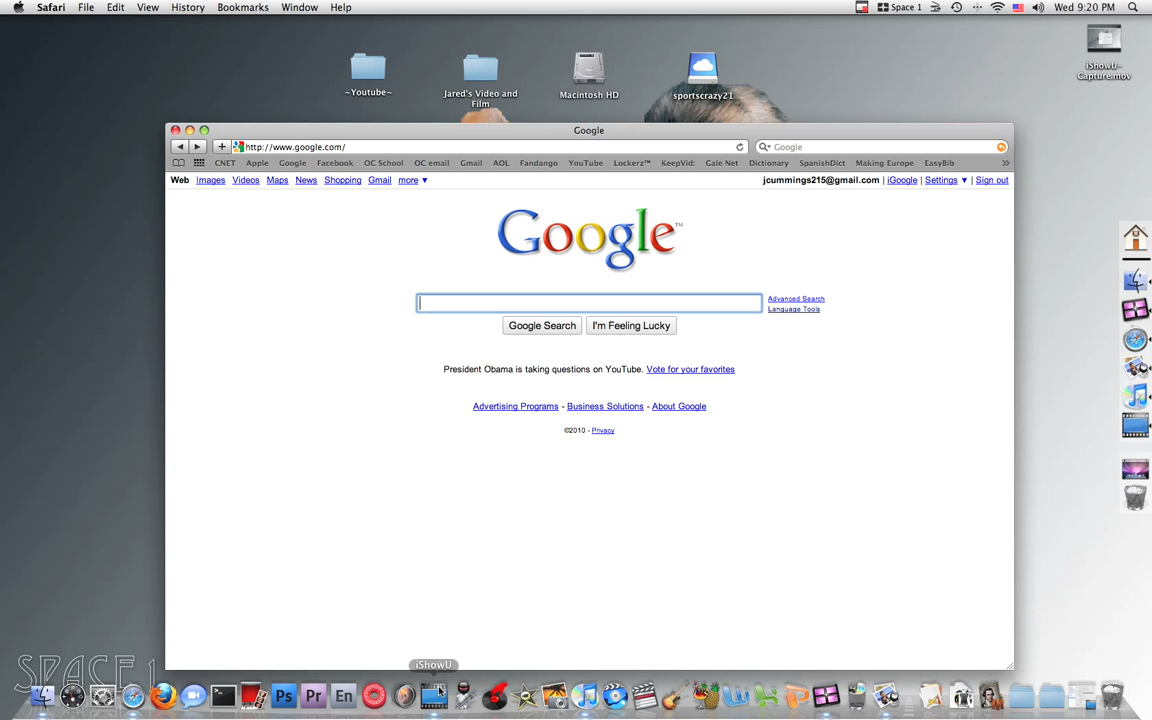 Safari File Edit View History Bookmarks Window Help Space 1 Wed 9:20 PM
~Youtube~
Jared's Video and Film
Macintosh HD
sportscrazy21
iShowU-Capture.mov
Google
http://www.google.com/ Google
CNET Apple Google Facebook OC School OC email Gmail AOL Fandango YouTube Lockerz™ KeepVid: Gale Net Dictionary SpanishDict Making Europe EasyBib »
Web Images Videos Maps News Shopping Gmail more ▼ jcummings215@gmail.com | iGoogle | Settings ▼ | Sign out
Google™
Advanced Search
Language Tools
Google Search I'm Feeling Lucky
President Obama is taking questions on YouTube. Vote for your favorites
Advertising Programs - Business Solutions - About Google
©2010 - Privacy
SPACE 1
iShowU
Ps Pr En